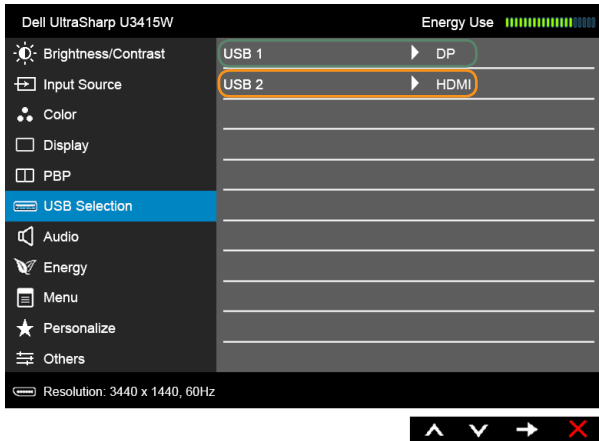 Dell UltraSharp U3415W Energy Use
Brightness/Contrast USB 1 DP
Input Source USB 2 HDMI
Color
Display
PBP
USB Selection
Audio
Energy
Menu
Personalize
Others
Resolution: 3440 x 1440, 60Hz